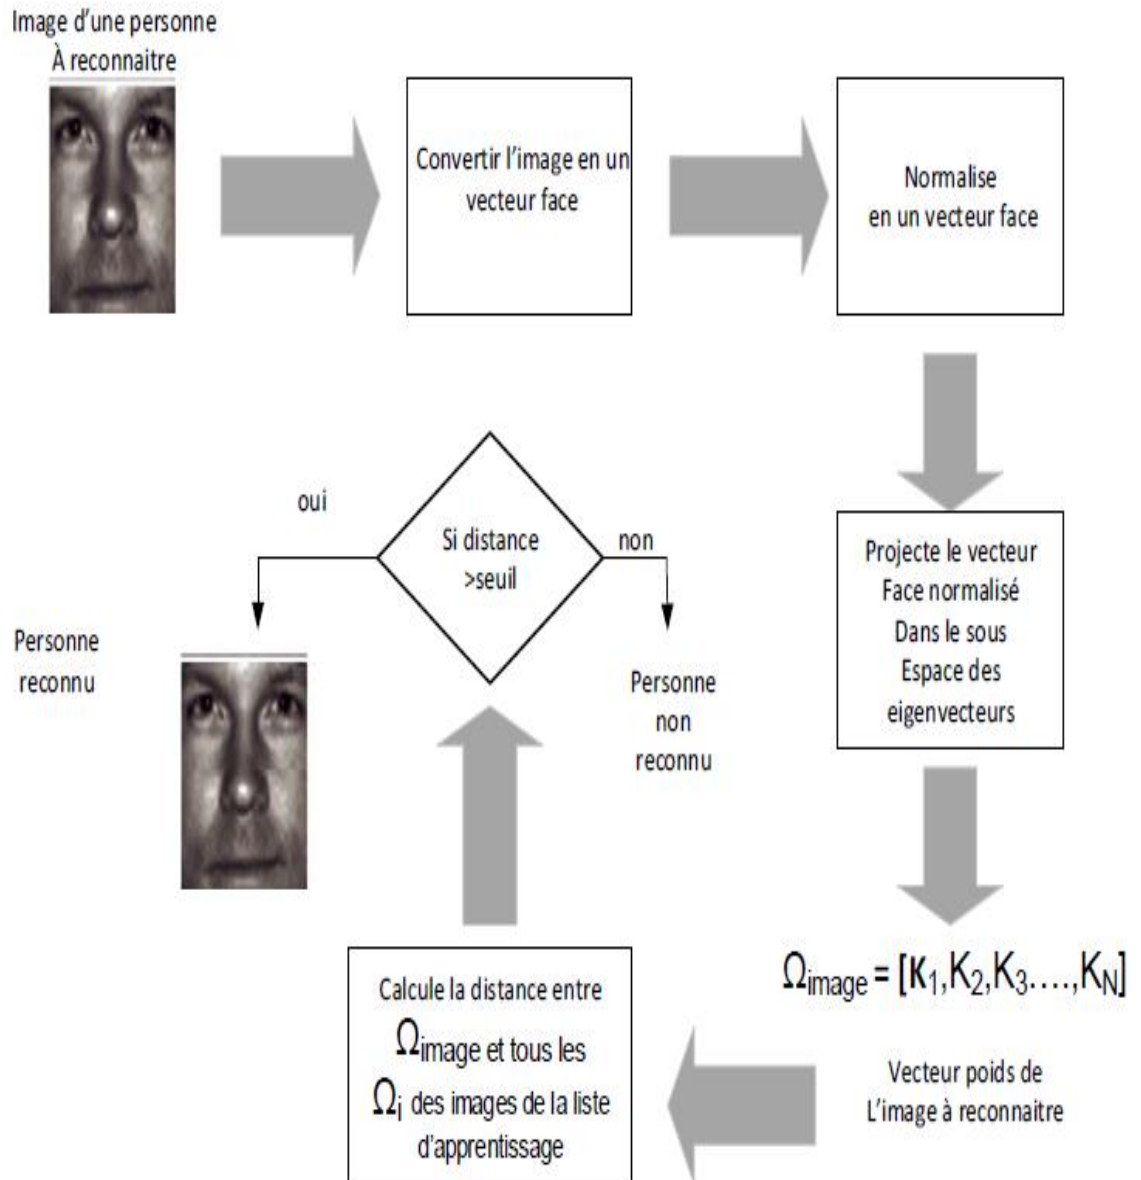 Image d'une personne
À reconnaitre
Convertir l'image en un
vecteur face
Normalise
en un vecteur face
Projecte le vecteur
Face normalisé
Dans le sous
Espace des
eigenvecteurs
Ωimage = [K1,K2,K3....,KN]
Vecteur poids de
L'image à reconnaitre
Calcule la distance entre
Ωimage et tous les
Ωi des images de la liste
d'apprentissage
Si distance
>seuil
oui
non
Personne
reconnu
Personne
non
reconnu